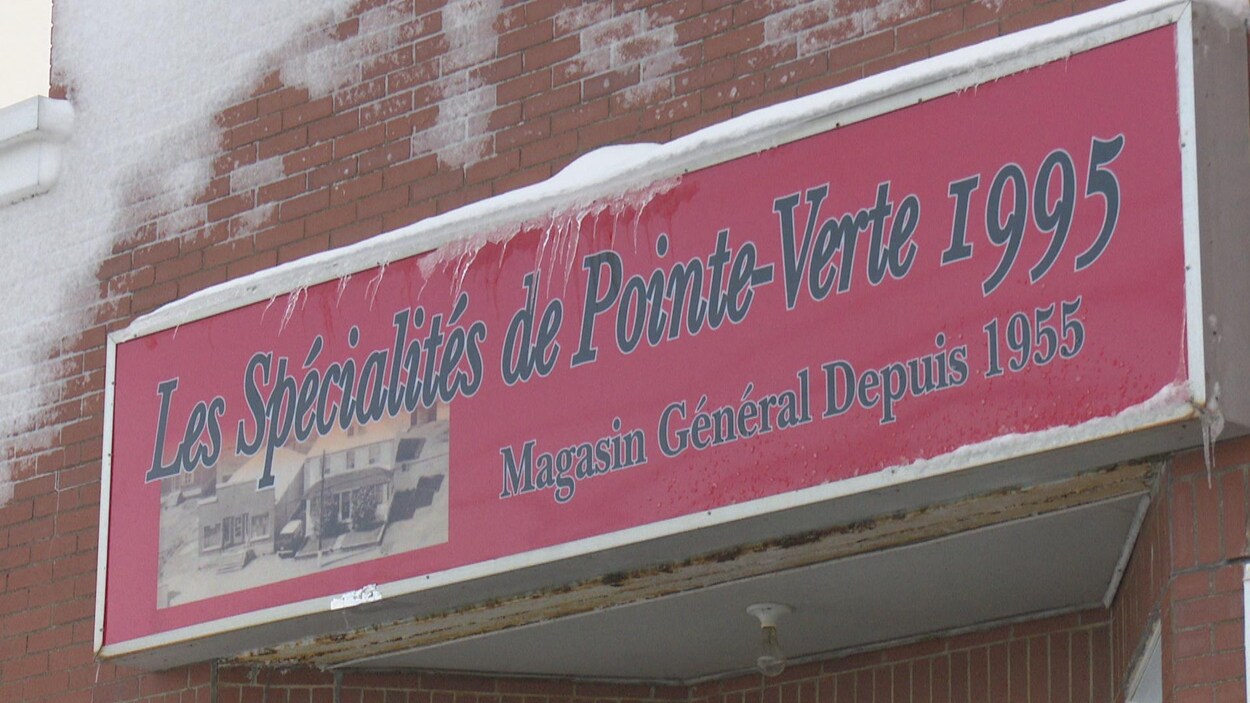 Les Spécialités de Pointe-Verte 1995
Magasin Général Depuis 1955